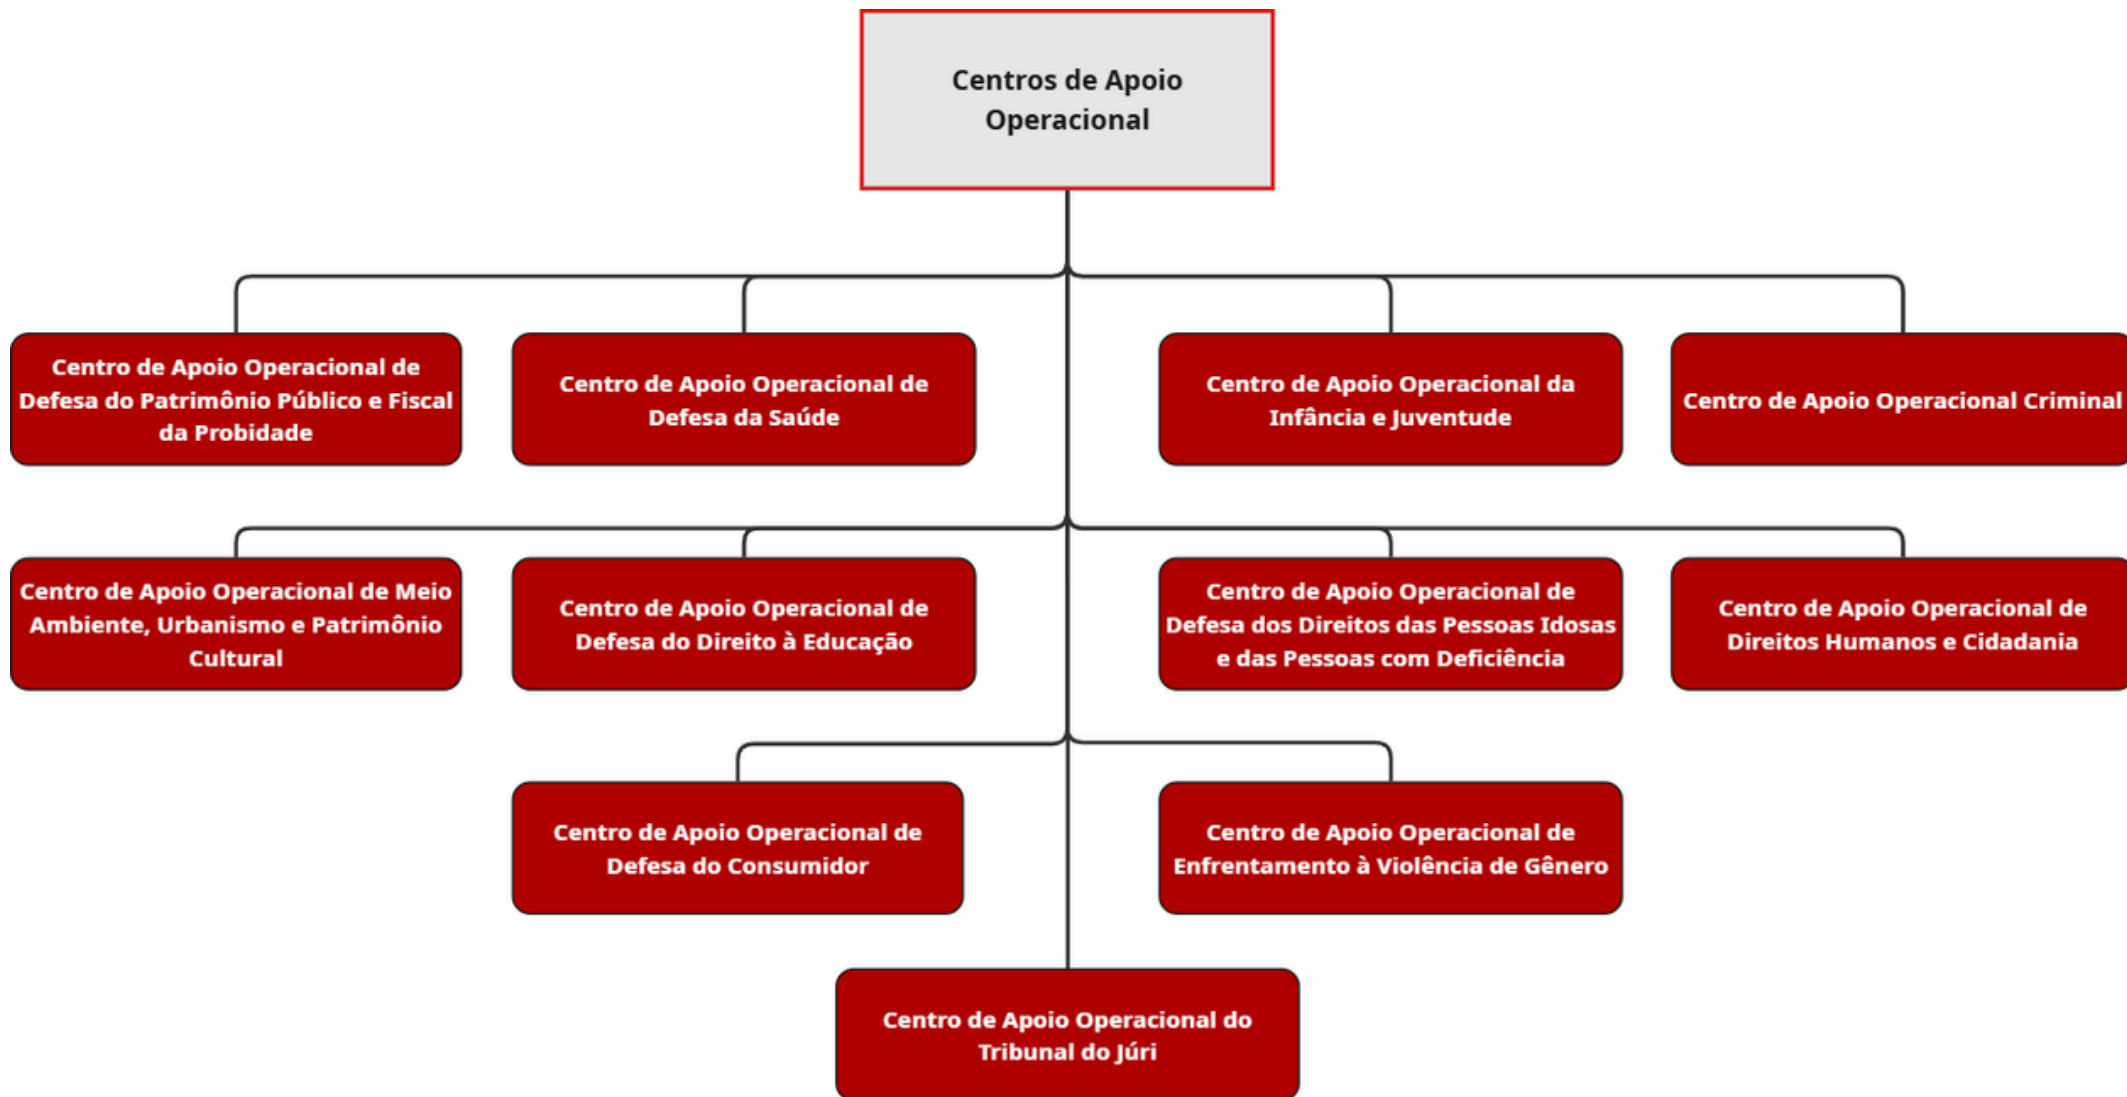 Centros de Apoio
Operacional
Centro de Apoio Operacional de
Defesa do Patrimônio Público e Fiscal
da Probidade
Centro de Apoio Operacional de
Defesa da Saúde
Centro de Apoio Operacional da
Infância e Juventude
Centro de Apoio Operacional Criminal
Centro de Apoio Operacional de Meio
Ambiente, Urbanismo e Patrimônio
Cultural
Centro de Apoio Operacional de
Defesa do Direito à Educação
Centro de Apoio Operacional de
Defesa dos Direitos das Pessoas Idosas
e das Pessoas com Deficiência
Centro de Apoio Operacional de
Direitos Humanos e Cidadania
Centro de Apoio Operacional de
Defesa do Consumidor
Centro de Apoio Operacional de
Enfrentamento à Violência de Gênero
Centro de Apoio Operacional do
Tribunal do Júri